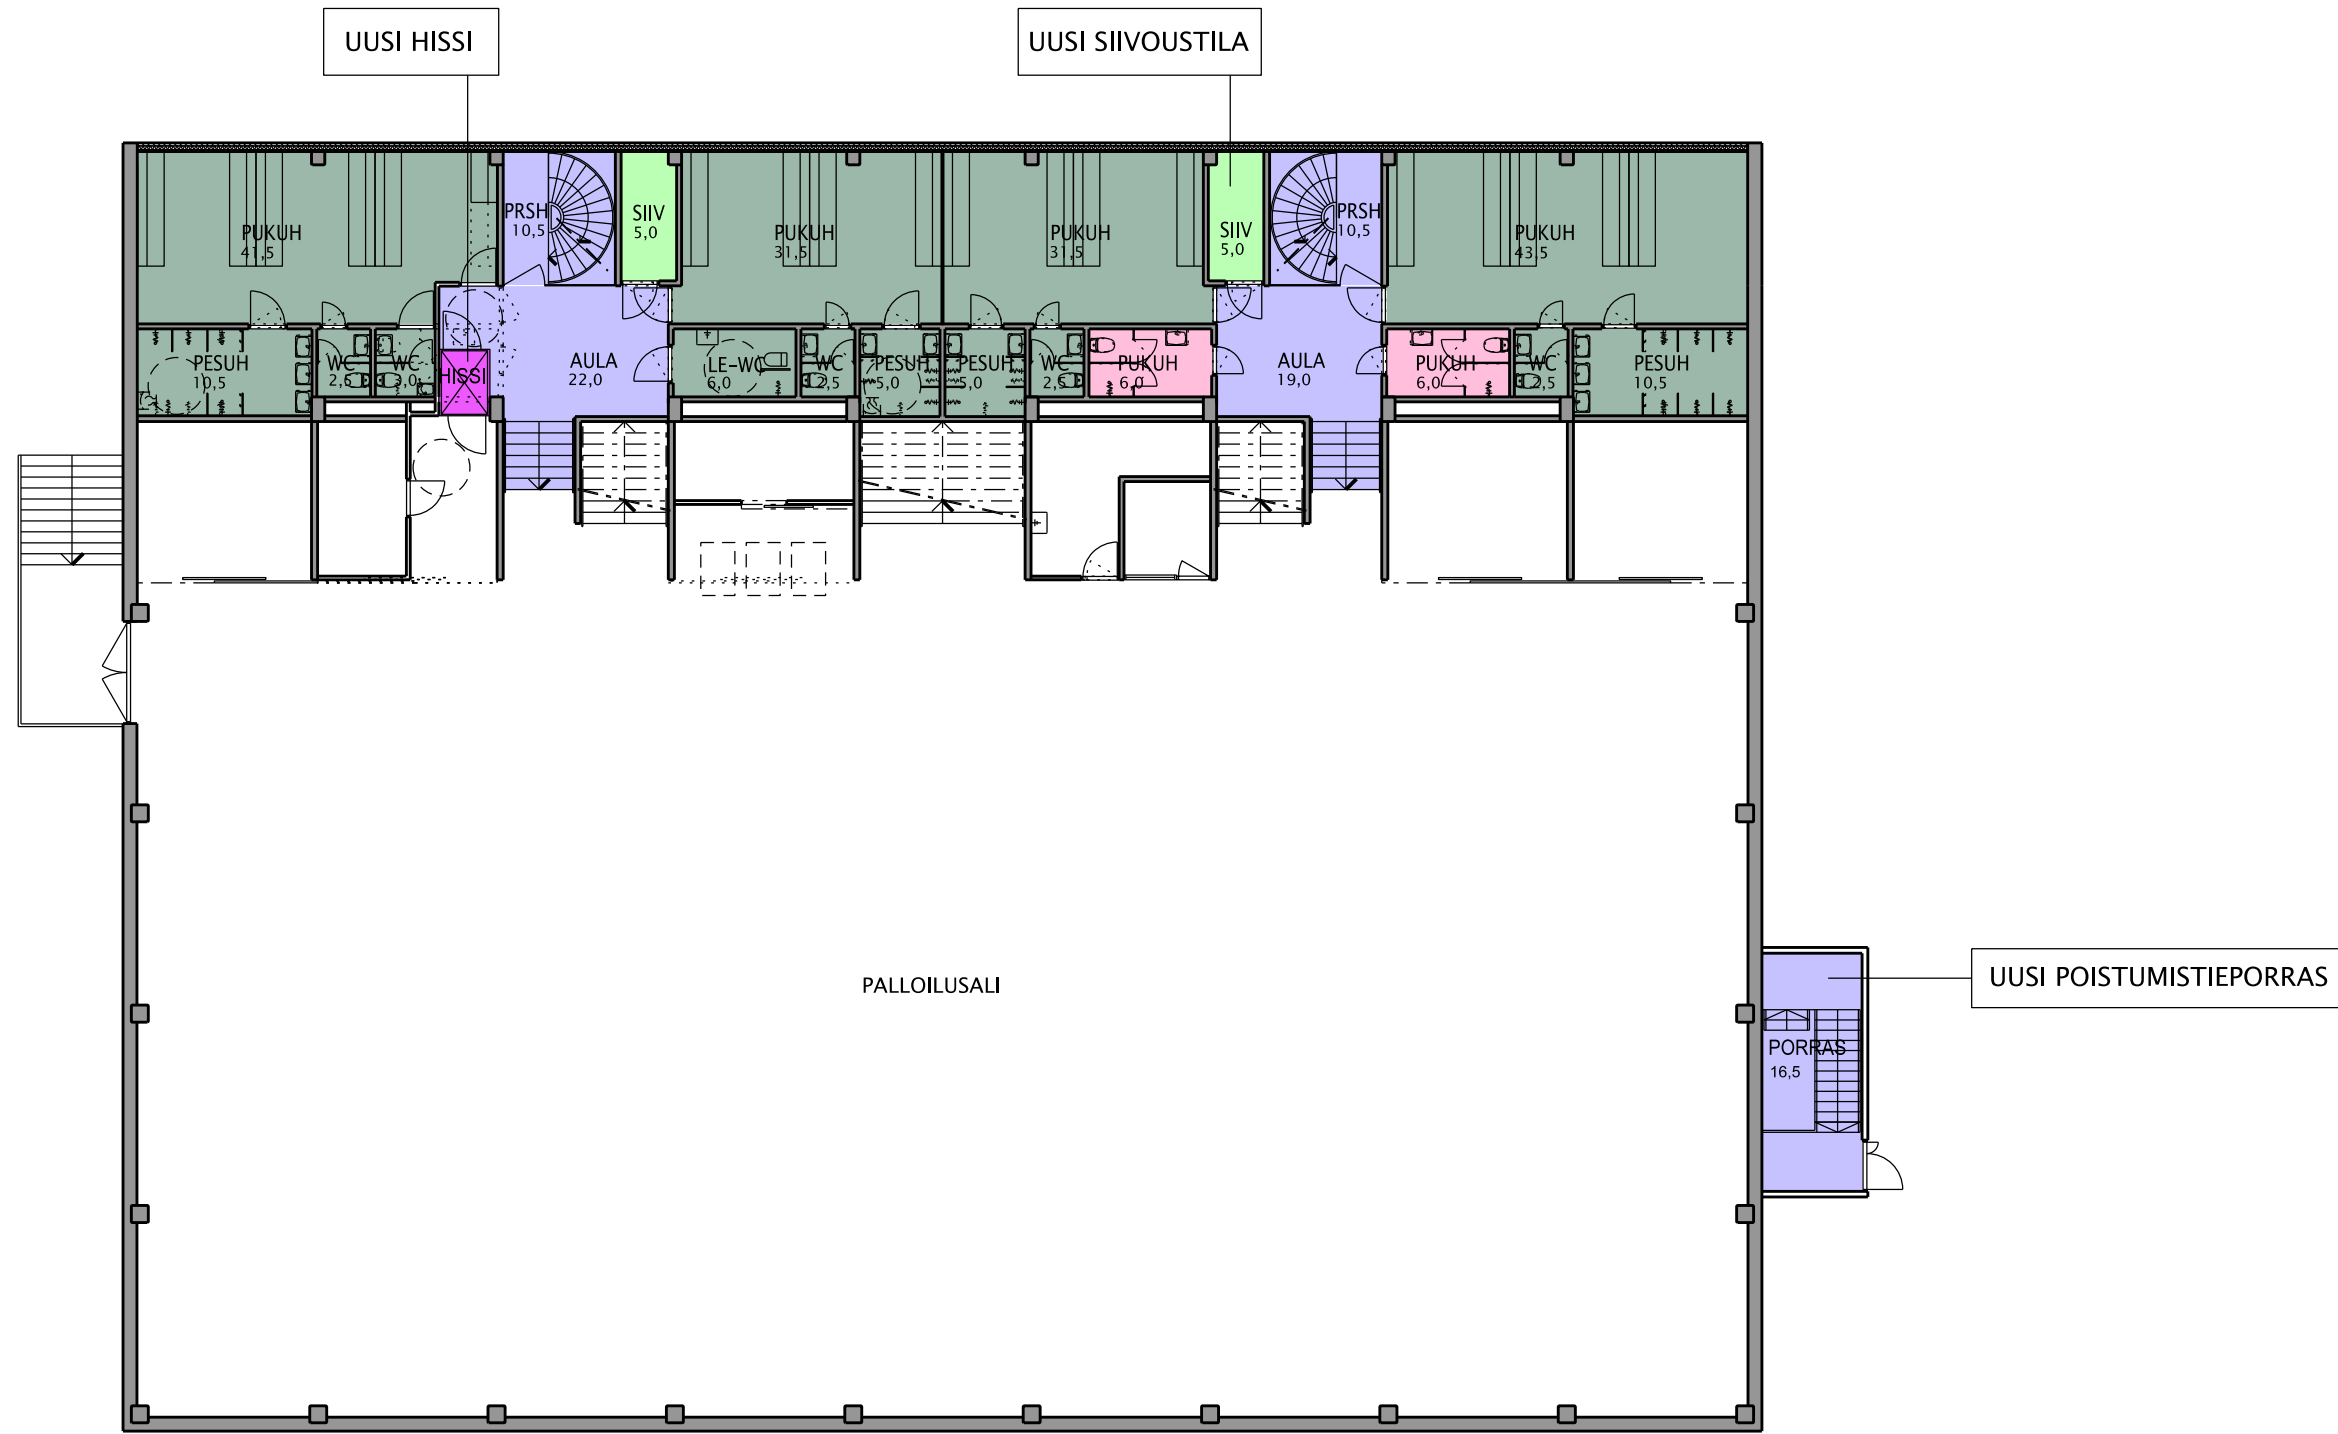 UUSI HISSI
UUSI SIIVOUSTILA
PUKUH
41,5
PRSH
10,5
SIIV
5,0
PUKUH
31,5
PUKUH
31,5
SIIV
5,0
PRSH
10,5
PUKUH
43,5
PESUH
10,5
WC
2,5
WC
3,0
HISSI
AULA
22,0
LE-WC
6,0
WC
2,5
PESUH
5,0
PESUH
5,0
WC
2,5
PUKUH
6,0
AULA
19,0
PUKUH
6,0
WC
2,5
PESUH
10,5
PALLOILUSALI
UUSI POISTUMISTIEPORRAS
PORRAS
16,5